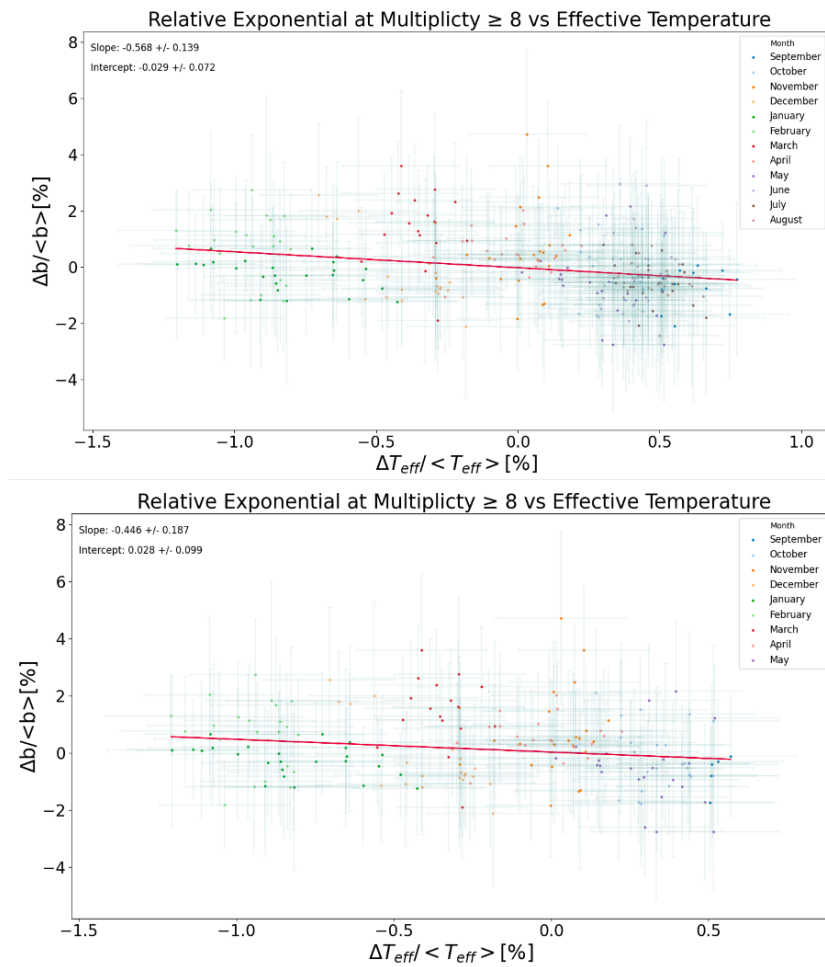 Relative Exponential at Multiplicty ≥ 8 vs Effective Temperature
Slope: -0.568 +/- 0.139
Intercept: -0.029 +/- 0.072
Month
September
October
November
December
January
February
March
April
May
June
July
August
8
6
4
2
0
−2
−4
Δb/<b>[%]
−1.5 −1.0 −0.5 0.0 0.5 1.0
ΔT_eff/<T_eff>[%]
Relative Exponential at Multiplicty ≥ 8 vs Effective Temperature
Slope: -0.446 +/- 0.187
Intercept: 0.028 +/- 0.099
Month
September
October
November
December
January
February
March
April
May
8
6
4
2
0
−2
−4
Δb/<b>[%]
−1.0 −0.5 0.0 0.5
ΔT_eff/<T_eff>[%]